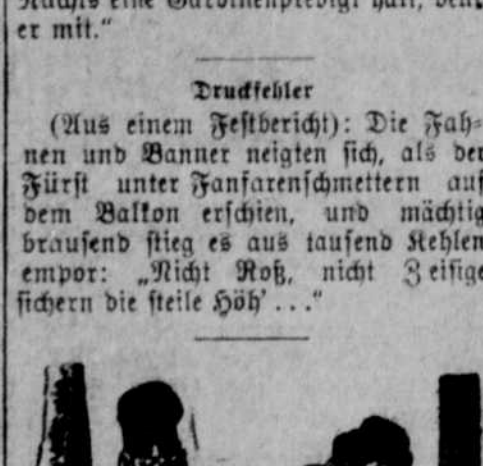 er mit."
Druckfehler
(Aus einem Festbericht): Die Fah-
nen und Banner neigten sich, als der
Fürst unter Fanfarenschmettern auf
dem Balkon erschien, und mächtig
brausend stieg es aus tausend Kehlen
empor: „Nicht Roß, nicht Zeisige
sichern die steile Höh' ..."